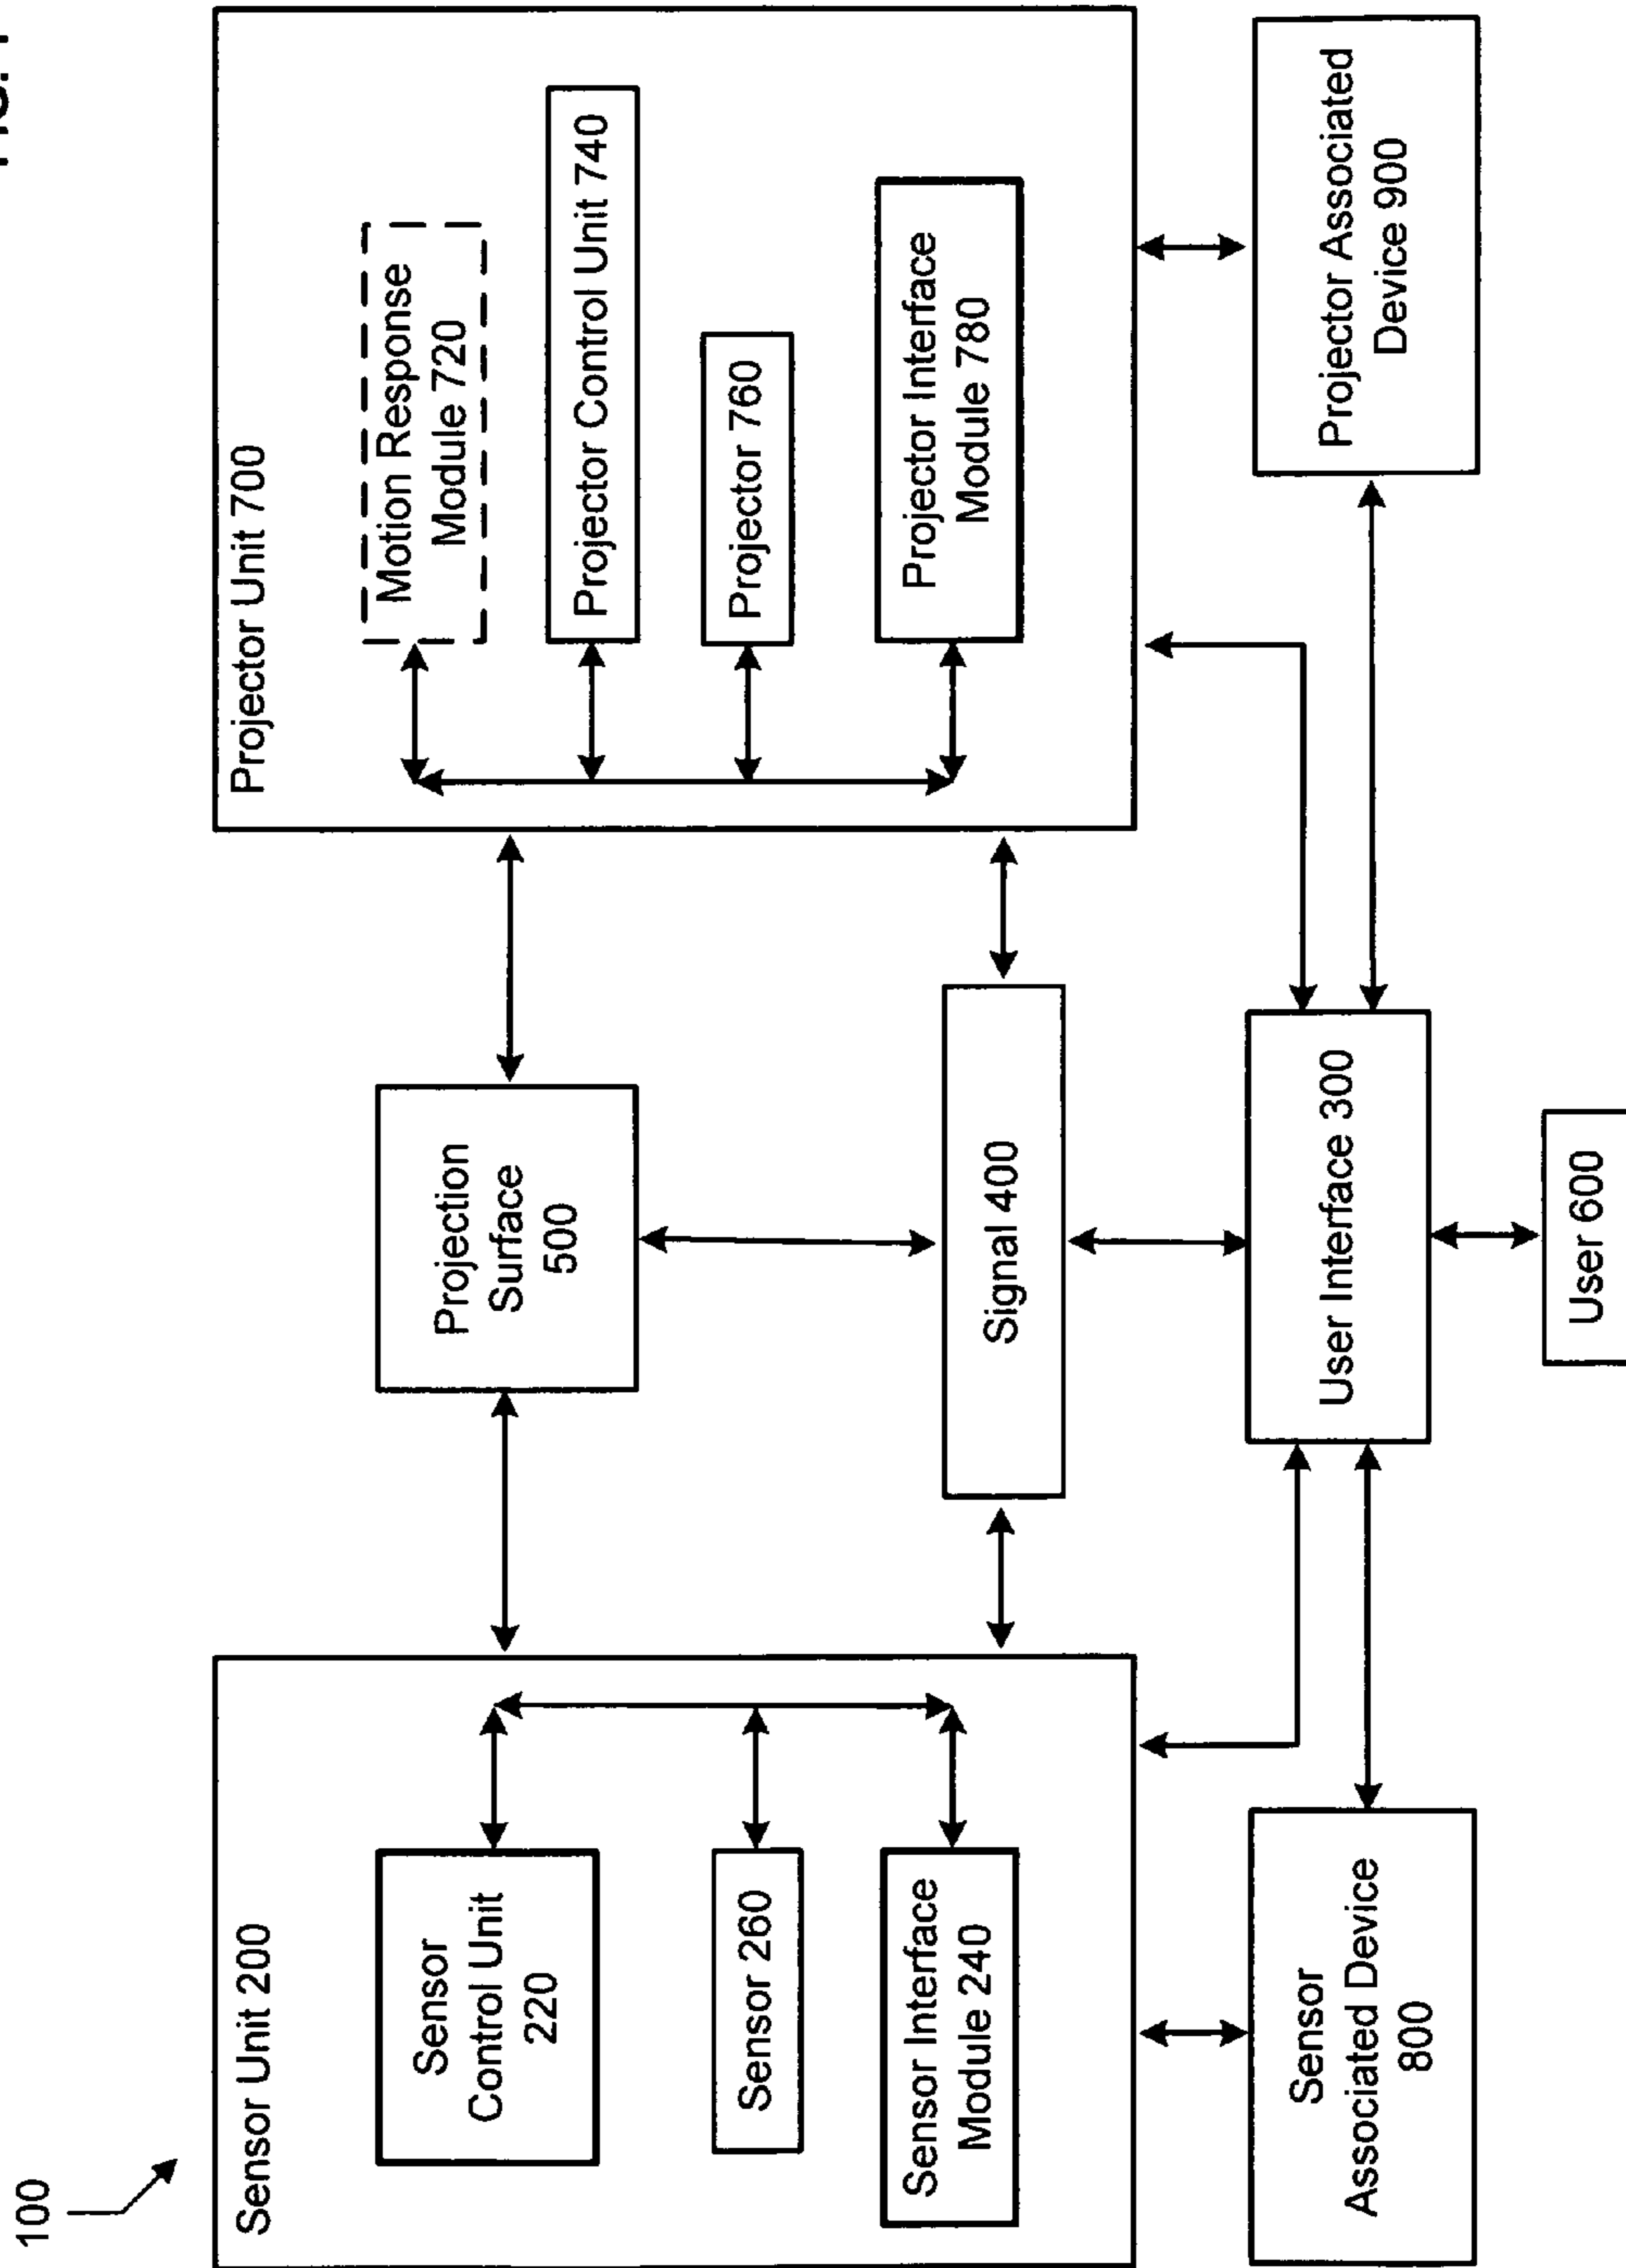 100
Sensor Unit 200
Sensor
Control Unit
220
Sensor 260
Sensor Interface
Module 240
Sensor
Associated Device
800
Projection
Surface
500
Signal 400
User Interface 300
User 600
Projector Unit 700
Motion Response
Module 720
Projector Control Unit 740
Projector 760
Projector Interface
Module 780
Projector Associated
Device 900